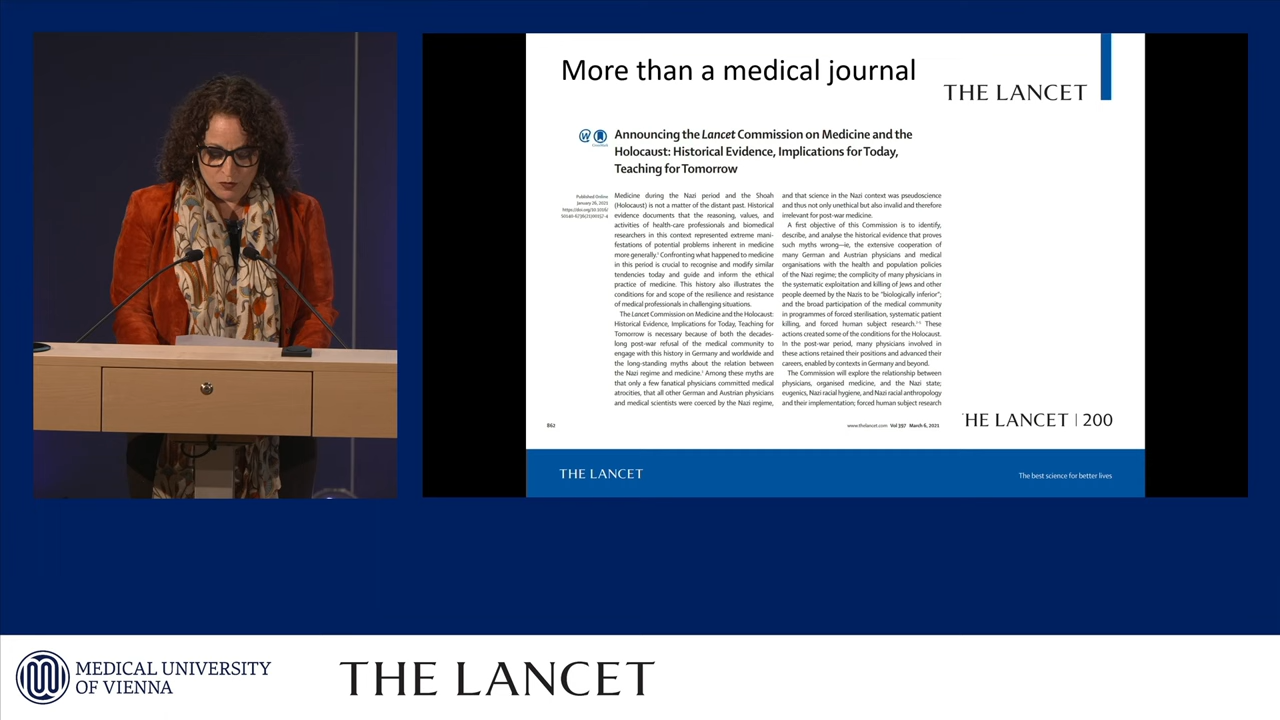 More than a medical journal
THE LANCET
Announcing the Lancet Commission on Medicine and the
Holocaust: Historical Evidence, Implications for Today,
Teaching for Tomorrow
Published Online
January 26, 2021
Medicine during the Nazi period and the Shoah
(Holocaust) is not a matter of the distant past. Historical
evidence documents that the reasoning, values, and
activities of health-care professionals and biomedical
researchers in this context represented extreme mani-
festations of potential problems inherent in medicine
more generally. Confronting what happened to medicine
in this period is crucial to recognise and modify similar
tendencies today and guide and inform the ethical
practice of medicine. This history also illustrates the
conditions for and scope of the resilience and resistance
of medical professionals in challenging situations.
The Lancet Commission on Medicine and the Holocaust:
Historical Evidence, Implications for Today, Teaching for
Tomorrow is necessary because of both the decades-
long post-war refusal of the medical community to
engage with this history in Germany and worldwide and
the long-standing myths about the relation between
the Nazi regime and medicine. Among these myths are
that only a few fanatical physicians committed medical
atrocities, that all other German and Austrian physicians
and medical scientists were coerced by the Nazi regime,
and that science in the Nazi context was pseudoscience
and thus not only unethical but also invalid and therefore
irrelevant for post-war medicine.
A first objective of this Commission is to identify,
describe, and analyse the historical evidence that proves
such myths wrong—ie, the extensive cooperation of
many German and Austrian physicians and medical
organisations with the health and population policies
of the Nazi regime; the complicity of many physicians in
the systematic exploitation and killing of Jews and other
people deemed by the Nazis to be "biologically inferior";
and the broad participation of the medical community
in programmes of forced sterilisation, systematic patient
killing, and forced human subject research. These
actions created some of the conditions for the Holocaust.
In the post-war period, many physicians involved in
these actions retained their positions and advanced their
careers, enabled by contexts in Germany and beyond.
The Commission will explore the relationship between
physicians, organised medicine, and the Nazi state;
eugenics, Nazi racial hygiene, and Nazi racial anthropology
and their implementation; forced human subject research
862
www.thelancet.com Vol 397 March 6, 2021
THE LANCET | 200
THE LANCET
The best science for better lives
MEDICAL UNIVERSITY
OF VIENNA
THE LANCET